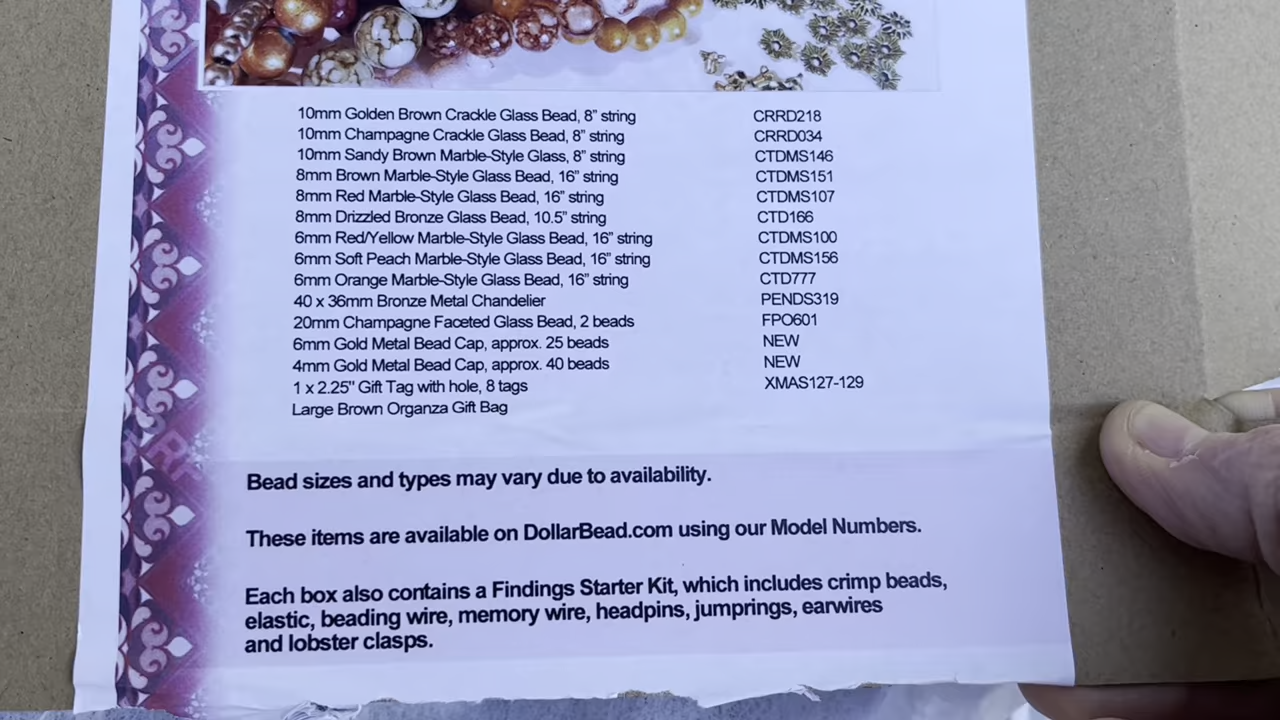 10mm Golden Brown Crackle Glass Bead, 8” string CRRD218
10mm Champagne Crackle Glass Bead, 8” string CRRD034
10mm Sandy Brown Marble-Style Glass, 8” string CTDMS146
8mm Brown Marble-Style Glass Bead, 16” string CTDMS151
8mm Red Marble-Style Glass Bead, 16” string CTDMS107
8mm Drizzled Bronze Glass Bead, 10.5” string CTD166
6mm Red/Yellow Marble-Style Glass Bead, 16” string CTDMS100
6mm Soft Peach Marble-Style Glass Bead, 16” string CTDMS156
6mm Orange Marble-Style Glass Bead, 16” string CTD777
40 x 36mm Bronze Metal Chandelier PENDS319
20mm Champagne Faceted Glass Bead, 2 beads FPO601
6mm Gold Metal Bead Cap, approx. 25 beads NEW
4mm Gold Metal Bead Cap, approx. 40 beads NEW
1 x 2.25" Gift Tag with hole, 8 tags XMAS127-129
Large Brown Organza Gift Bag
Bead sizes and types may vary due to availability.
These items are available on DollarBead.com using our Model Numbers.
Each box also contains a Findings Starter Kit, which includes crimp beads,
elastic, beading wire, memory wire, headpins, jumprings, earwires
and lobster clasps.